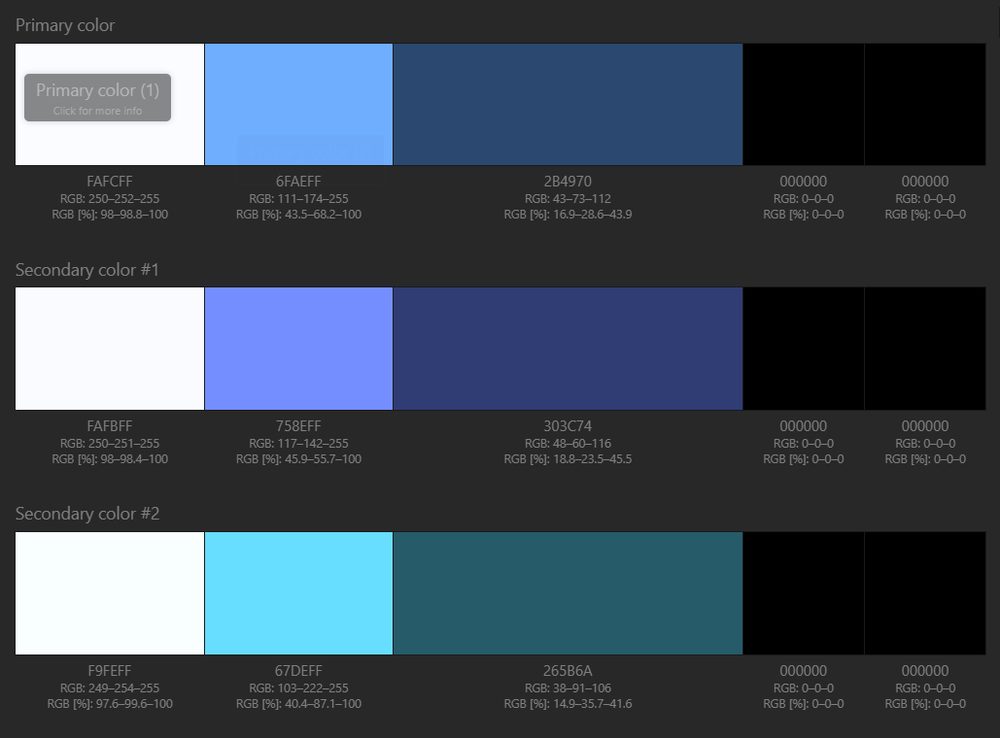 Primary color
Primary color (1)
Click for more info
FAFCFF 6FAEFF 2B4970 000000 000000
RGB: 250–252–255 RGB: 111–174–255 RGB: 43–73–112 RGB: 0–0–0 RGB: 0–0–0
RGB [%]: 98–98.8–100 RGB [%]: 43.5–68.2–100 RGB [%]: 16.9–28.6–43.9 RGB [%]: 0–0–0 RGB [%]: 0–0–0
Secondary color #1
FAFBFF 758EFF 303C74 000000 000000
RGB: 250–251–255 RGB: 117–142–255 RGB: 48–60–116 RGB: 0–0–0 RGB: 0–0–0
RGB [%]: 98–98.4–100 RGB [%]: 45.9–55.7–100 RGB [%]: 18.8–23.5–45.5 RGB [%]: 0–0–0 RGB [%]: 0–0–0
Secondary color #2
F9FEFF 67DEFF 265B6A 000000 000000
RGB: 249–254–255 RGB: 103–222–255 RGB: 38–91–106 RGB: 0–0–0 RGB: 0–0–0
RGB [%]: 97.6–99.6–100 RGB [%]: 40.4–87.1–100 RGB [%]: 14.9–35.7–41.6 RGB [%]: 0–0–0 RGB [%]: 0–0–0